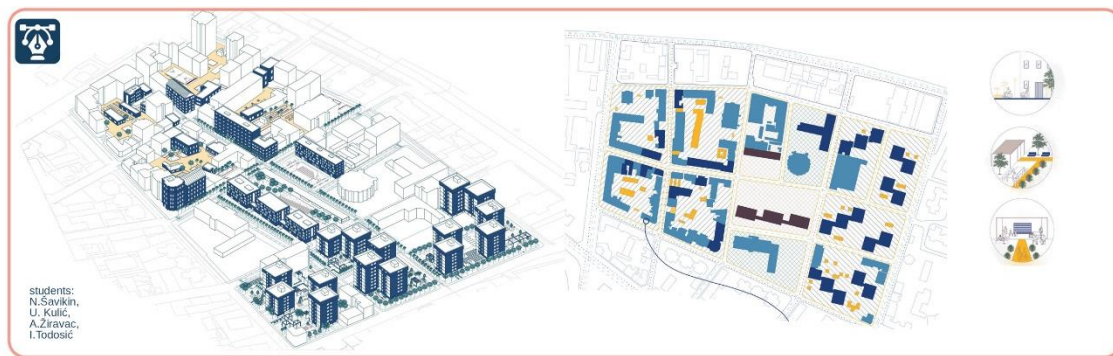 students:
N.Šavikin,
U. Kulić,
A.Žiravac,
I.Todosić